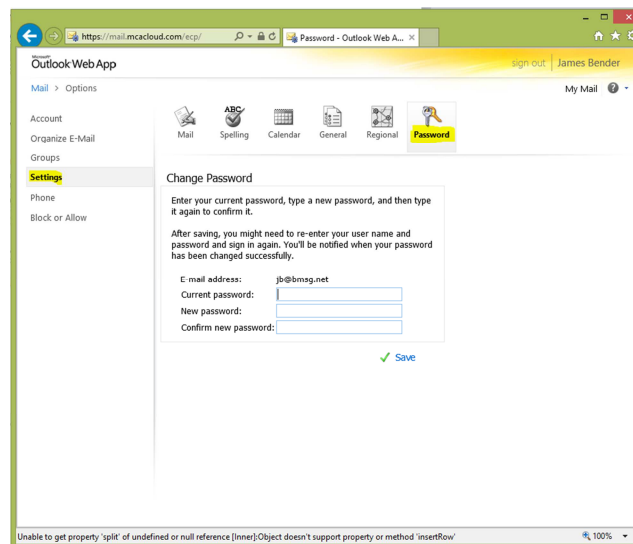 https://mail.mcacloud.com/ecp/
Password - Outlook Web A...
Microsoft
Outlook Web App
sign out
James Bender
Mail > Options
My Mail
Account
Organize E-Mail
Groups
Settings
Phone
Block or Allow
Mail
ABC
Spelling
Calendar
General
Regional
Password
Change Password
Enter your current password, type a new password, and then type
it again to confirm it.
After saving, you might need to re-enter your user name and
password and sign in again. You'll be notified when your password
has been changed successfully.
E-mail address: jb@bmsg.net
Current password:
New password:
Confirm new password:
Save
Unable to get property 'split' of undefined or null reference [Inner]:Object doesn't support property or method 'insertRow'
100%